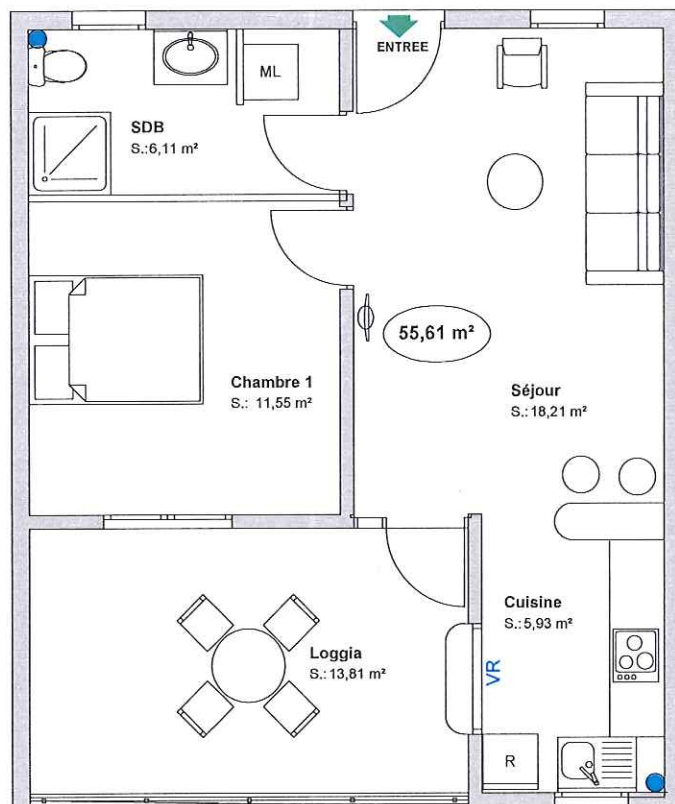 ENTREE
ML
SDB
S.:6,11 m²
55,61 m²
Chambre 1
S.: 11,55 m²
Séjour
S.:18,21 m²
Cuisine
S.:5,93 m²
Loggia
S.:13,81 m²
VR
R